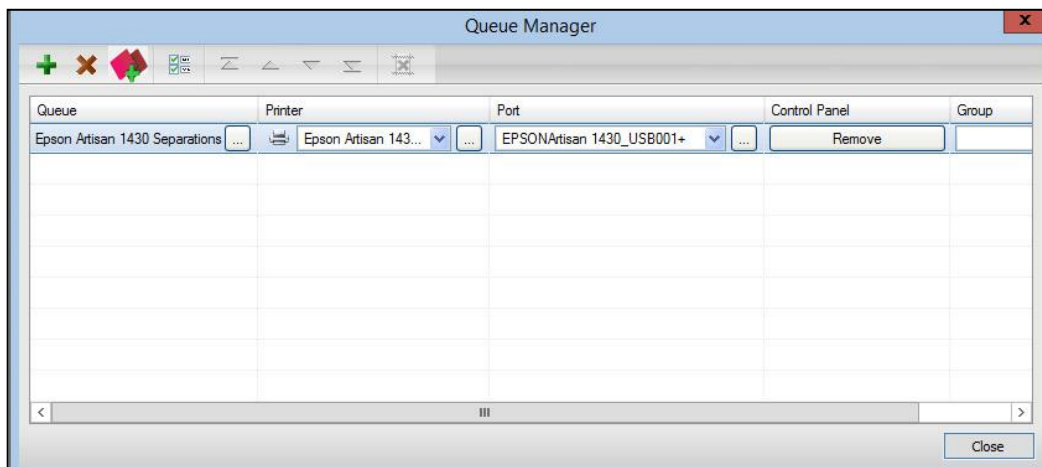 Queue Manager
x
Queue Printer Port Control Panel Group
Epson Artisan 1430 Separations ... Epson Artisan 143... ... EPSONArtisan 1430_USB001+ ... Remove
Close